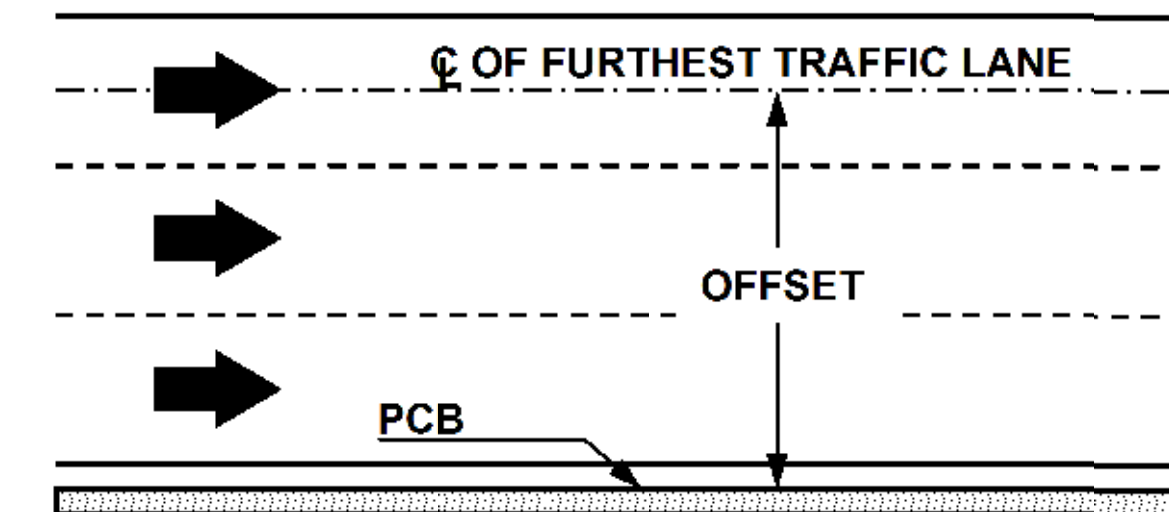 ℄ OF FURTHEST TRAFFIC LANE
OFFSET
PCB